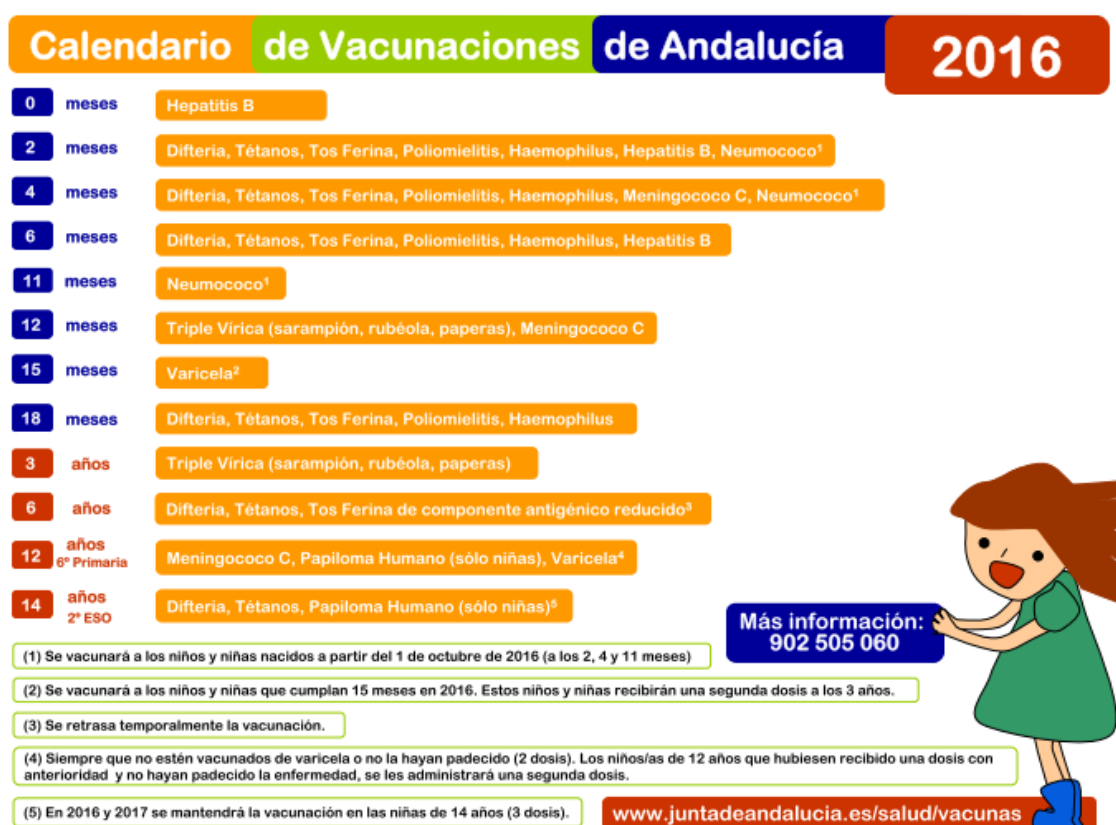 Calendario de Vacunaciones de Andalucía 2016
0 meses Hepatitis B
2 meses Difteria, Tétanos, Tos Ferina, Poliomielitis, Haemophilus, Hepatitis B, Neumococo¹
4 meses Difteria, Tétanos, Tos Ferina, Poliomielitis, Haemophilus, Meningococo C, Neumococo¹
6 meses Difteria, Tétanos, Tos Ferina, Poliomielitis, Haemophilus, Hepatitis B
11 meses Neumococo¹
12 meses Triple Vírica (sarampión, rubéola, paperas), Meningococo C
15 meses Varicela²
18 meses Difteria, Tétanos, Tos Ferina, Poliomielitis, Haemophilus
3 años Triple Vírica (sarampión, rubéola, paperas)
6 años Difteria, Tétanos, Tos Ferina de componente antigénico reducido³
12 años
6º Primaria
Meningococo C, Papiloma Humano (sólo niñas), Varicela⁴
14 años
2º ESO
Difteria, Tétanos, Papiloma Humano (sólo niñas)⁵
Más información:
902 505 060
(1) Se vacunará a los niños y niñas nacidos a partir del 1 de octubre de 2016 (a los 2, 4 y 11 meses)
(2) Se vacunará a los niños y niñas que cumplan 15 meses en 2016. Estos niños y niñas recibirán una segunda dosis a los 3 años.
(3) Se retrasa temporalmente la vacunación.
(4) Siempre que no estén vacunados de varicela o no la hayan padecido (2 dosis). Los niños/as de 12 años que hubiesen recibido una dosis con
anterioridad y no hayan padecido la enfermedad, se les administrará una segunda dosis.
(5) En 2016 y 2017 se mantendrá la vacunación en las niñas de 14 años (3 dosis).
www.juntadeandalucia.es/salud/vacunas